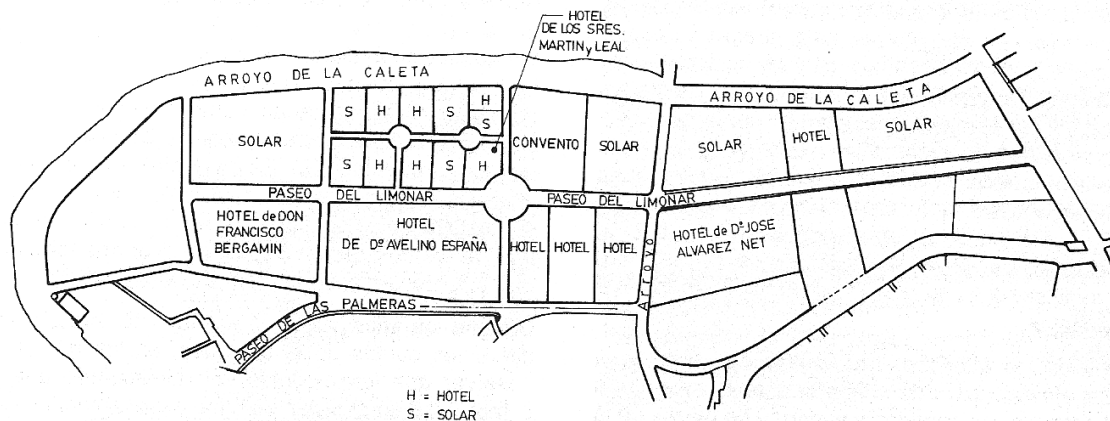 HOTEL
DE LOS SRES.
MARTIN y LEAL
ARROYO DE LA CALETA
ARROYO DE LA CALETA
S H H S H
S
SOLAR
CONVENTO
SOLAR
SOLAR
HOTEL
SOLAR
S H H S H
PASEO DEL LIMONAR
PASEO DEL LIMONAR
HOTEL de DON
FRANCISCO
BERGAMIN
HOTEL
DE Dº AVELINO ESPAÑA
HOTEL
HOTEL
HOTEL
Arroyo
HOTEL de Dº JOSE
ALVAREZ NET
PASEO DE LAS PALMERAS
H = HOTEL
S = SOLAR